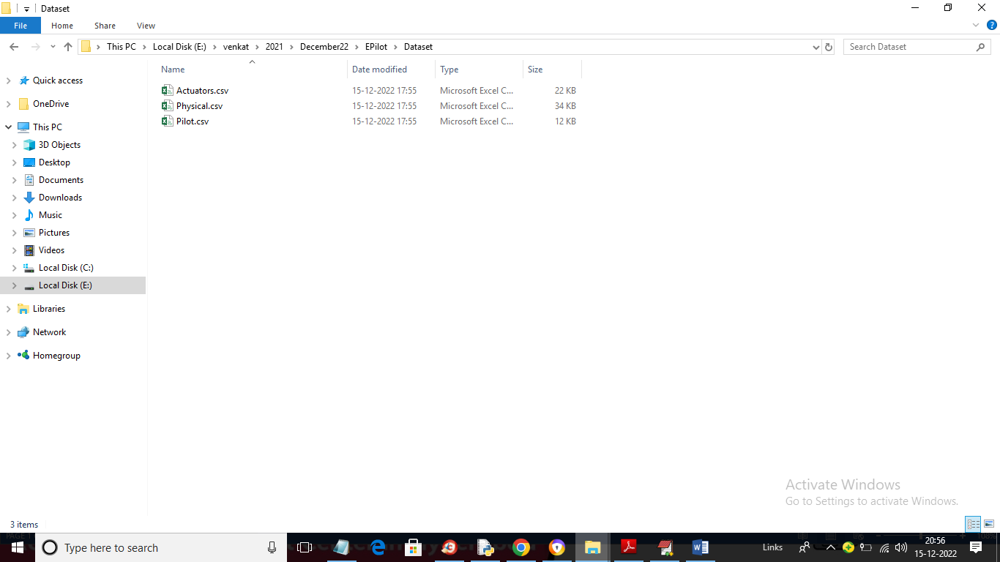 Dataset
File Home Share View
This PC Local Disk (E:) venkat 2021 December22 EPilot Dataset
Search Dataset
Name Date modified Type Size
Quick access
OneDrive
This PC
3D Objects
Desktop
Documents
Downloads
Music
Pictures
Videos
Local Disk (C:)
Local Disk (E:)
Libraries
Network
Homegroup
Actuators.csv 15-12-2022 17:55 Microsoft Excel C... 22 KB
Physical.csv 15-12-2022 17:55 Microsoft Excel C... 34 KB
Pilot.csv 15-12-2022 17:55 Microsoft Excel C... 12 KB
Activate Windows
Go to Settings to activate Windows.
3 items
Type here to search
Links
20:56
15-12-2022